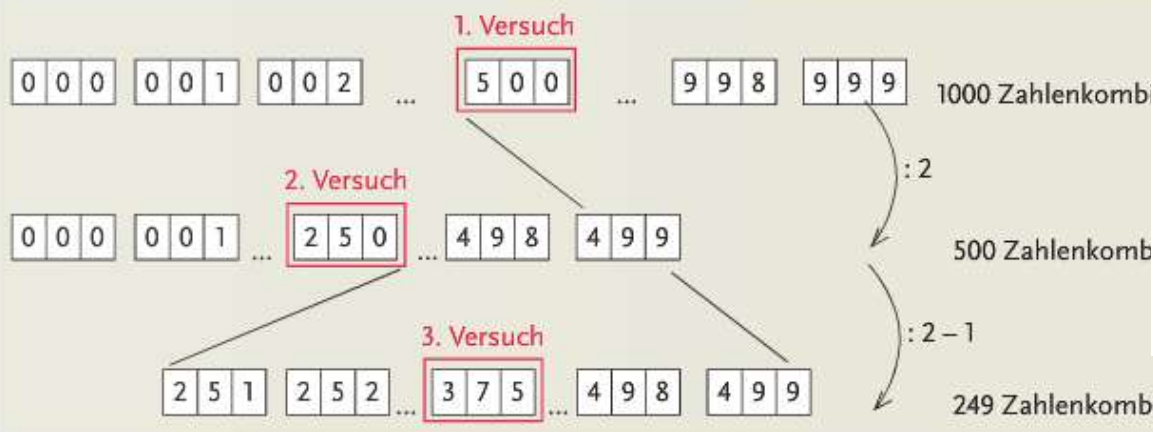 1. Versuch
0 0 0 0 0 1 0 0 2 ... 5 0 0 ... 9 9 8 9 9 9 1000 Zahlenkombi
: 2
2. Versuch
0 0 0 0 0 1 ... 2 5 0 ... 4 9 8 4 9 9 500 Zahlenkomb
: 2 – 1
3. Versuch
2 5 1 2 5 2 ... 3 7 5 ... 4 9 8 4 9 9 249 Zahlenkomb